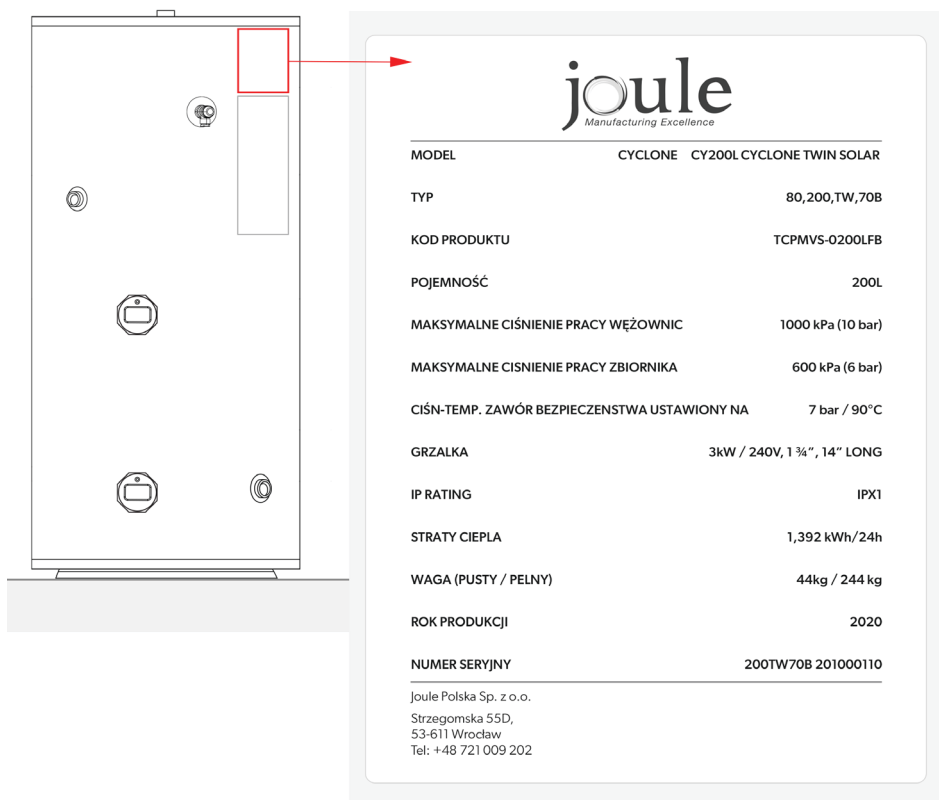 joule
Manufacturing Excellence
MODEL CYCLONE CY200L CYCLONE TWIN SOLAR
TYP 80,200,TW,70B
KOD PRODUKTU TCPMVS-0200LFB
POJEMNOŚĆ 200L
MAKSYMALNE CIŚNIENIE PRACY WĘŻOWNIC 1000 kPa (10 bar)
MAKSYMALNE CISNIENIE PRACY ZBIORNIKA 600 kPa (6 bar)
CIŚN-TEMP. ZAWÓR BEZPIECZENSTWA USTAWIONY NA 7 bar / 90°C
GRZALKA 3kW / 240V, 1 ¾”, 14” LONG
IP RATING IPX1
STRATY CIEPLA 1,392 kWh/24h
WAGA (PUSTY / PELNY) 44kg / 244 kg
ROK PRODUKCJI 2020
NUMER SERYJNY 200TW70B 201000110
Joule Polska Sp. z o.o.
Strzegomska 55D,
53-611 Wrocław
Tel: +48 721 009 202